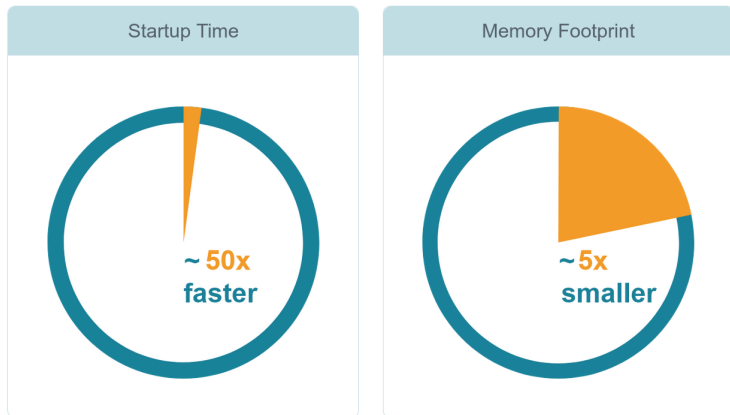 Startup Time
~ 50x
faster
Memory Footprint
~ 5x
smaller